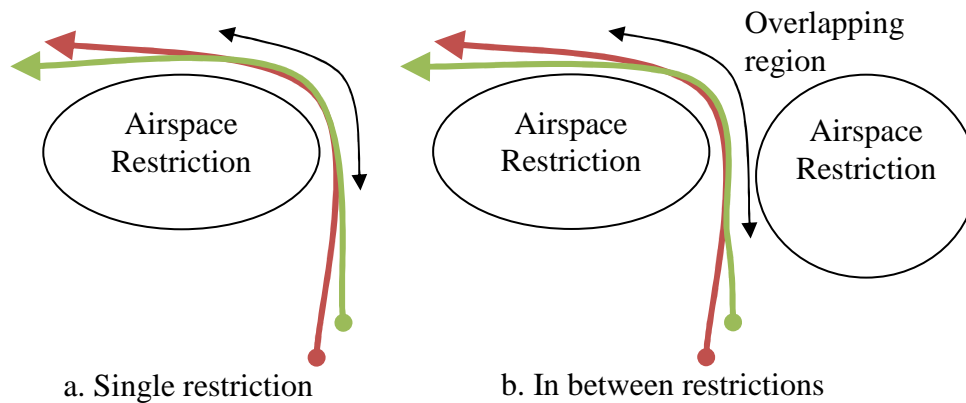 Airspace
Restriction
a. Single restriction
Overlapping
region
Airspace
Restriction
Airspace
Restriction
b. In between restrictions